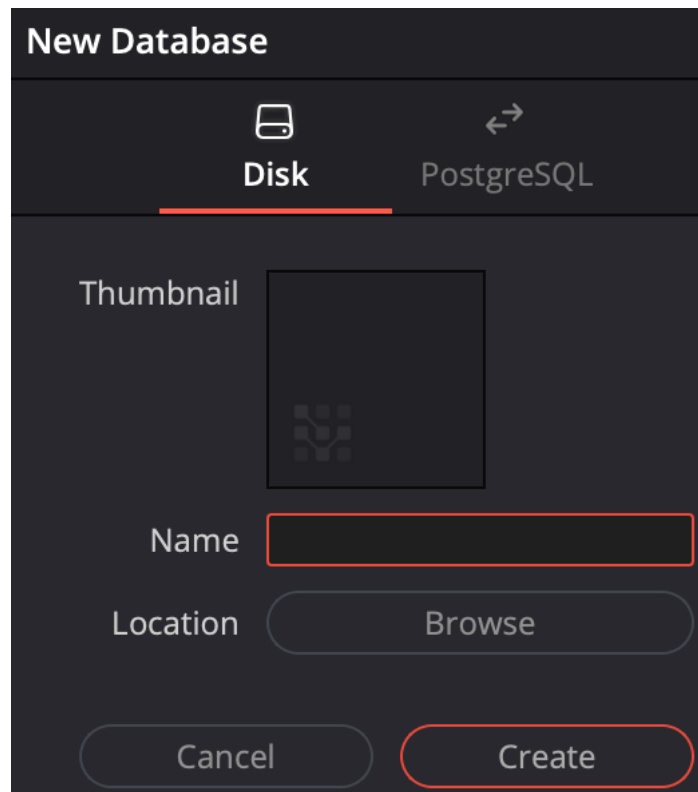 New Database
Disk
PostgreSQL
Thumbnail
Name
Location
Browse
Cancel
Create